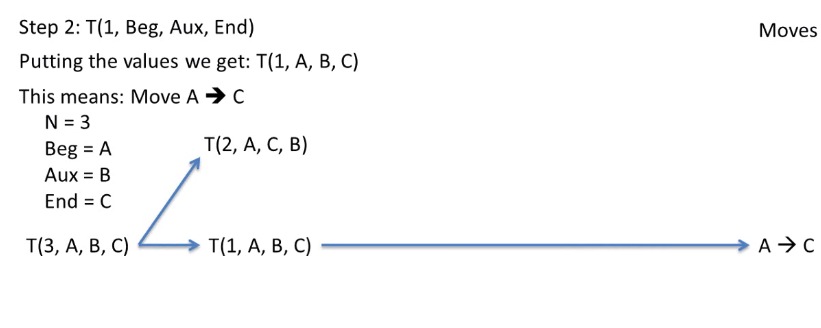 Step 2: T(1, Beg, Aux, End)
Moves
Putting the values we get: T(1, A, B, C)
This means: Move A → C
N = 3
Beg = A
T(2, A, C, B)
Aux = B
End = C
T(3, A, B, C)
T(1, A, B, C)
A → C